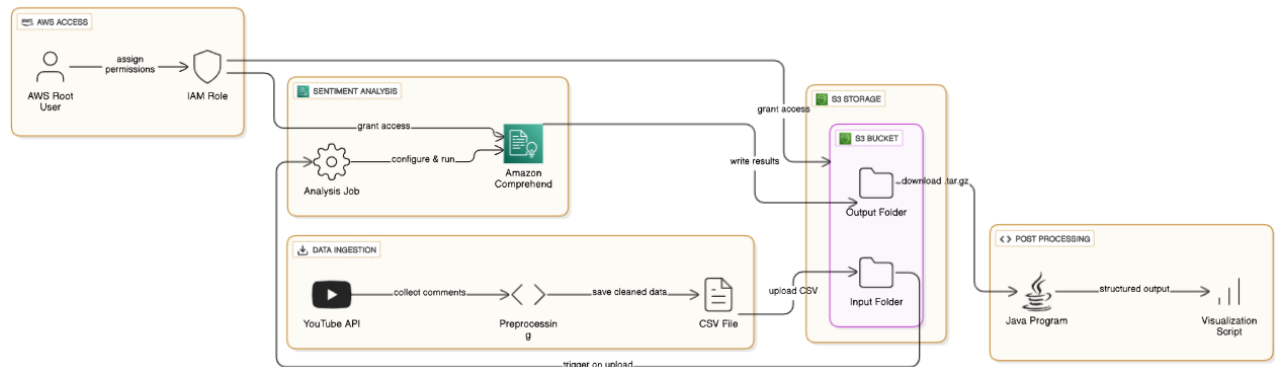 aws AWS ACCESS
AWS Root
User
assign
permissions
IAM Role
SENTIMENT ANALYSIS
grant access
Analysis Job
configure & run
Amazon
Comprehend
DATA INGESTION
YouTube API
collect comments
Preprocessin
g
save cleaned data
CSV File
upload CSV
trigger on upload
S3 STORAGE
grant access
S3 BUCKET
write results
Output Folder
Input Folder
download .tar.gz
POST PROCESSING
Java Program
structured output
Visualization
Script